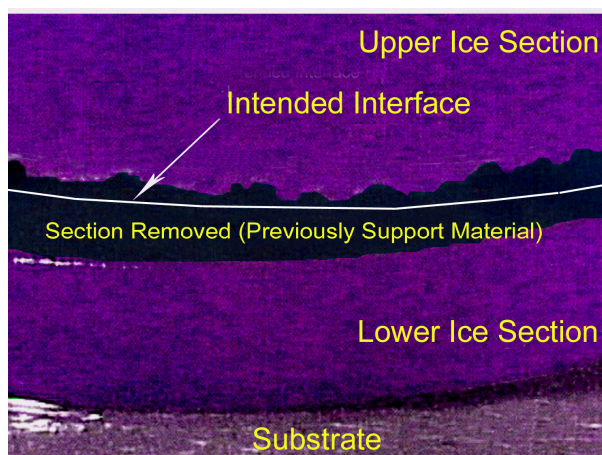 Upper Ice Section
Intended Interface
Section Removed (Previously Support Material)
Lower Ice Section
Substrate